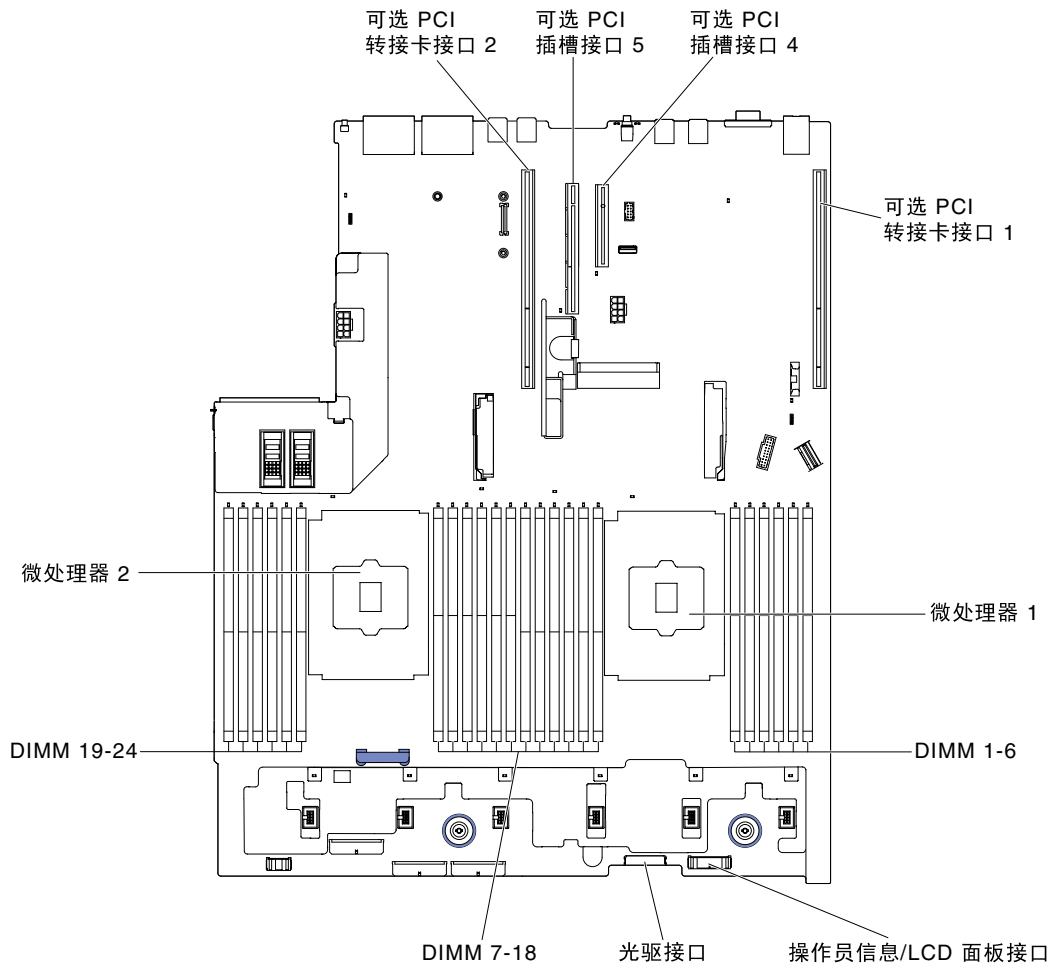 可选 PCI
转接卡接口 2
可选 PCI
插槽接口 5
可选 PCI
插槽接口 4
可选 PCI
转接卡接口 1
微处理器 2
微处理器 1
DIMM 19-24
DIMM 1-6
DIMM 7-18
光驱接口
操作员信息/LCD 面板接口